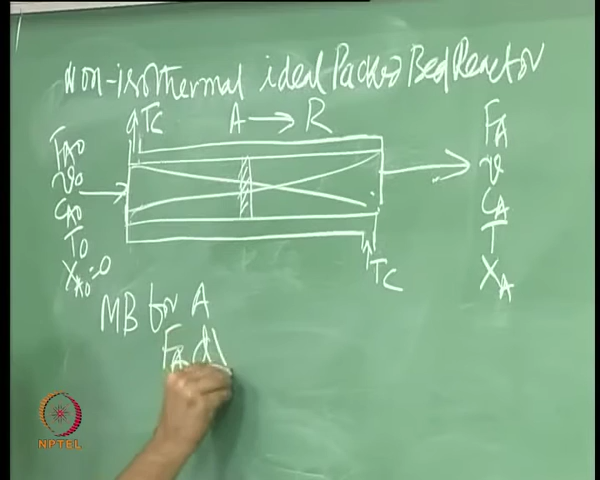 Non-isothermal ideal Packed Bed Reactor
TC
A → R
FA0
v0
CA0
T0
XA0=0
FA
v
CA
T
XA
TC
MB for A
FA
NPTEL